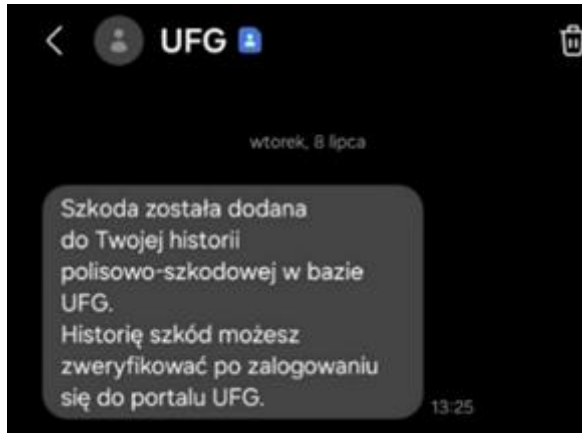 UFG
wtorek, 8 lipca
Szkoda została dodana
do Twojej historii
polisowo-szkodowej w bazie
UFG.
Historię szkód możesz
zweryfikować po zalogowaniu
się do portalu UFG.
13:25